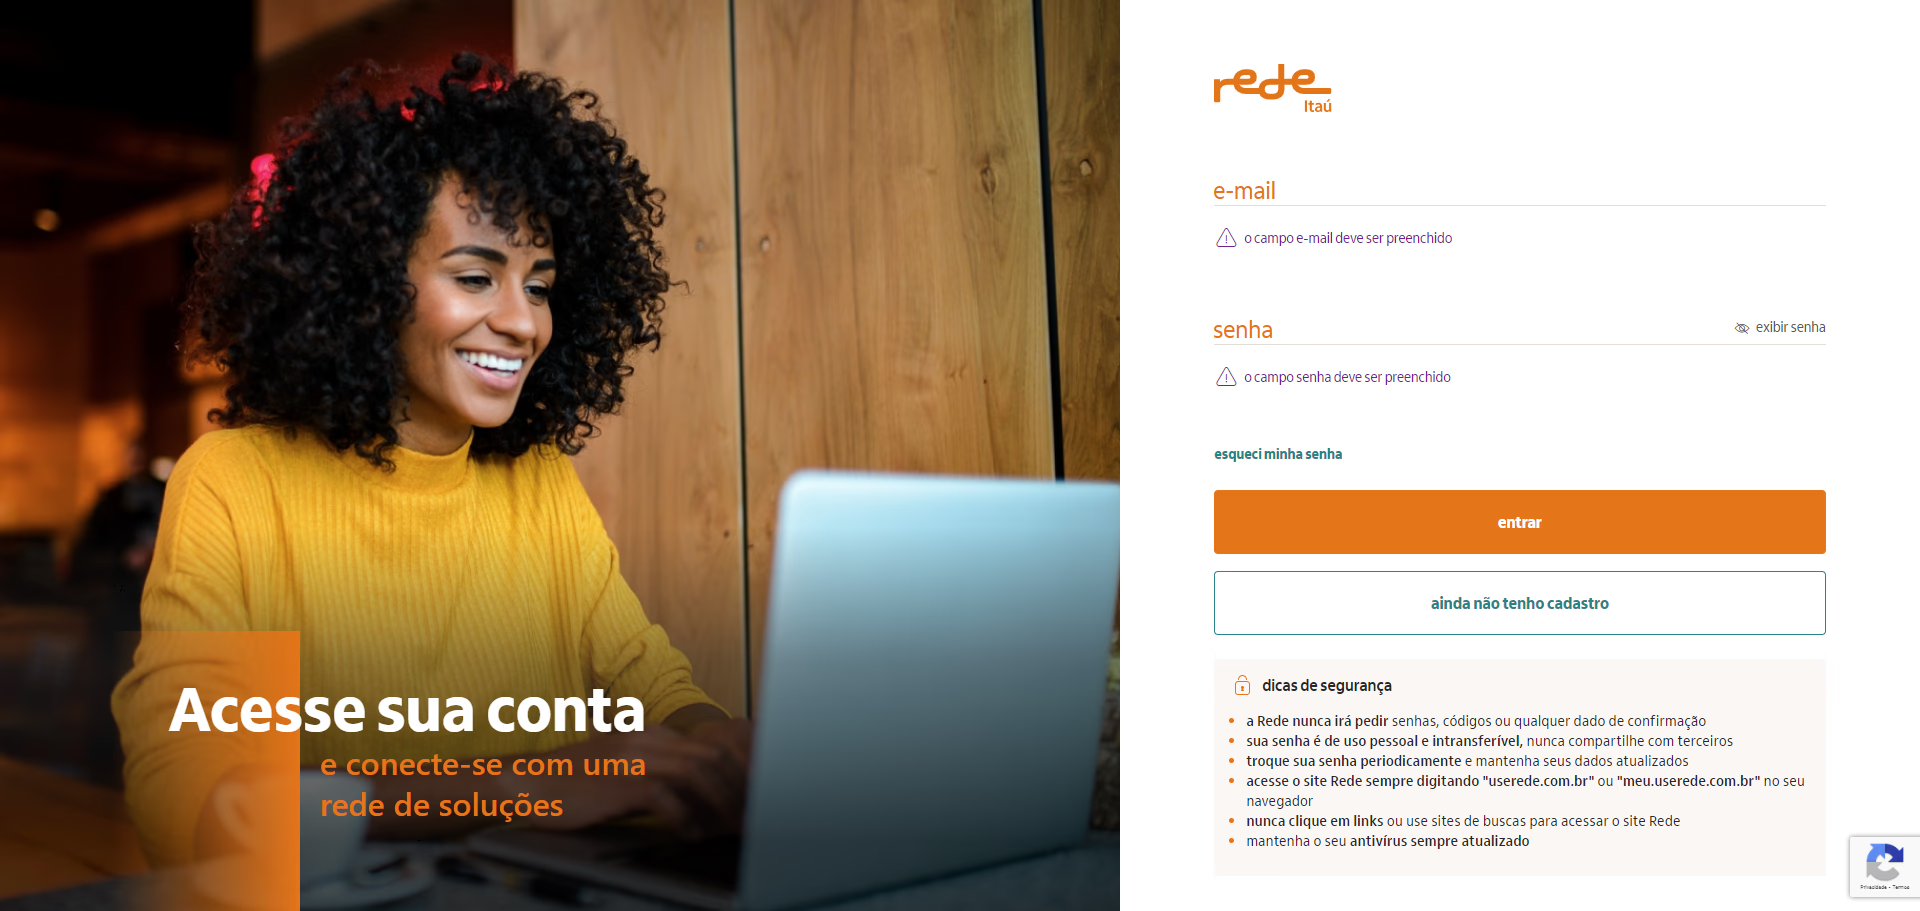 Acesse sua conta
e conecte-se com uma
rede de soluções
rede
Itaú
e-mail
o campo e-mail deve ser preenchido
senha
exibir senha
o campo senha deve ser preenchido
esqueci minha senha
entrar
ainda não tenho cadastro
dicas de segurança
a Rede nunca irá pedir senhas, códigos ou qualquer dado de confirmação
sua senha é de uso pessoal e intransferível, nunca compartilhe com terceiros
troque sua senha periodicamente e mantenha seus dados atualizados
acesse o site Rede sempre digitando "userede.com.br" ou "meu.userede.com.br" no seu
navegador
nunca clique em links ou use sites de buscas para acessar o site Rede
mantenha o seu antivírus sempre atualizado
Privacidade - Termos